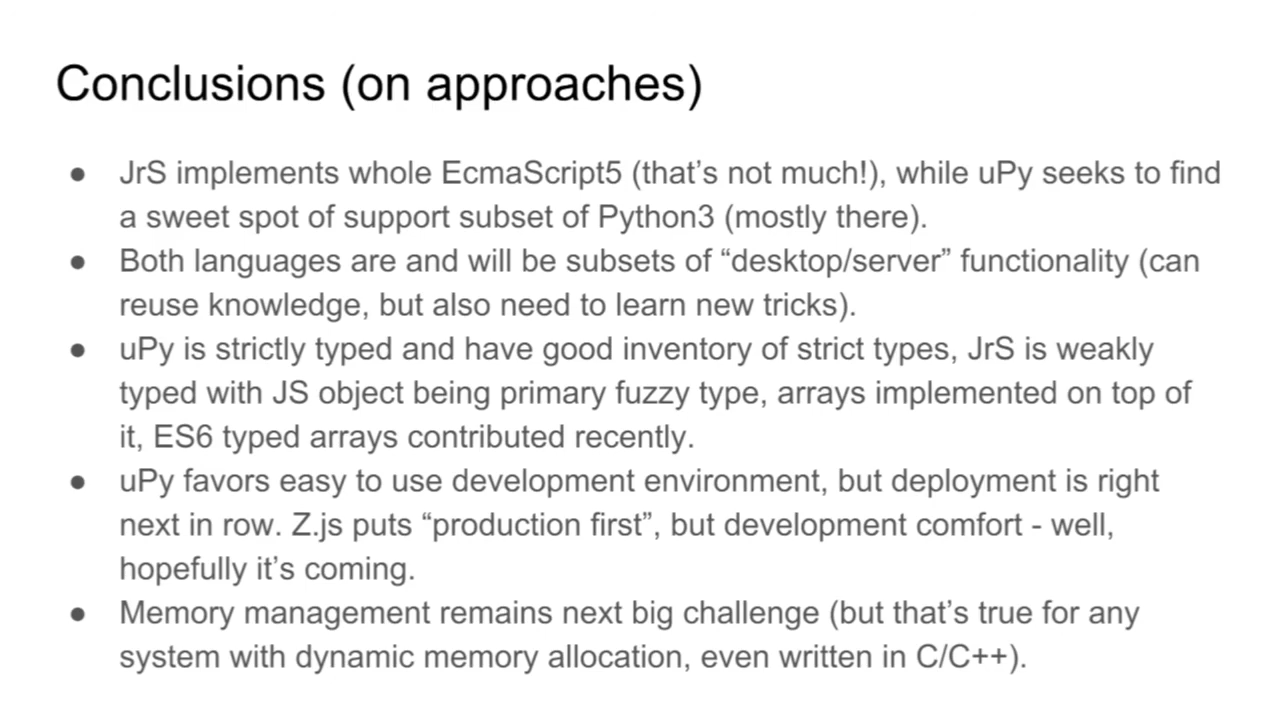 Conclusions (on approaches)
● JrS implements whole EcmaScript5 (that's not much!), while uPy seeks to find
a sweet spot of support subset of Python3 (mostly there).
● Both languages are and will be subsets of “desktop/server” functionality (can
reuse knowledge, but also need to learn new tricks).
● uPy is strictly typed and have good inventory of strict types, JrS is weakly
typed with JS object being primary fuzzy type, arrays implemented on top of
it, ES6 typed arrays contributed recently.
● uPy favors easy to use development environment, but deployment is right
next in row. Z.js puts “production first”, but development comfort - well,
hopefully it's coming.
● Memory management remains next big challenge (but that's true for any
system with dynamic memory allocation, even written in C/C++).